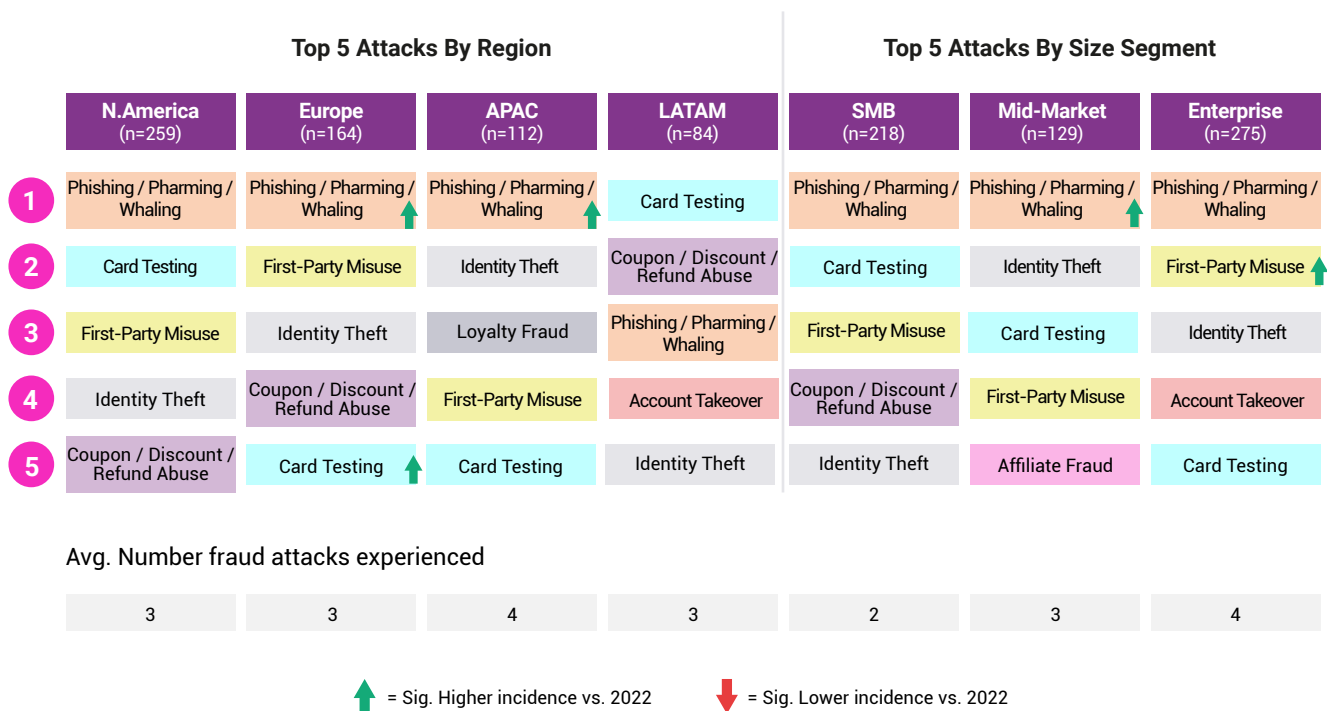 Top 5 Attacks By Region
Top 5 Attacks By Size Segment
N.America
(n=259)
Europe
(n=164)
APAC
(n=112)
LATAM
(n=84)
SMB
(n=218)
Mid-Market
(n=129)
Enterprise
(n=275)
1
Phishing / Pharming /
Whaling
Phishing / Pharming /
Whaling
Phishing / Pharming /
Whaling
Card Testing
Phishing / Pharming /
Whaling
Phishing / Pharming /
Whaling
Phishing / Pharming /
Whaling
2
Card Testing
First-Party Misuse
Identity Theft
Coupon / Discount /
Refund Abuse
Card Testing
Identity Theft
First-Party Misuse
3
First-Party Misuse
Identity Theft
Loyalty Fraud
Phishing / Pharming /
Whaling
First-Party Misuse
Card Testing
Identity Theft
4
Identity Theft
Coupon / Discount /
Refund Abuse
First-Party Misuse
Account Takeover
Coupon / Discount /
Refund Abuse
First-Party Misuse
Account Takeover
5
Coupon / Discount /
Refund Abuse
Card Testing
Card Testing
Identity Theft
Identity Theft
Affiliate Fraud
Card Testing
Avg. Number fraud attacks experienced
3
3
4
3
2
3
4
= Sig. Higher incidence vs. 2022
= Sig. Lower incidence vs. 2022